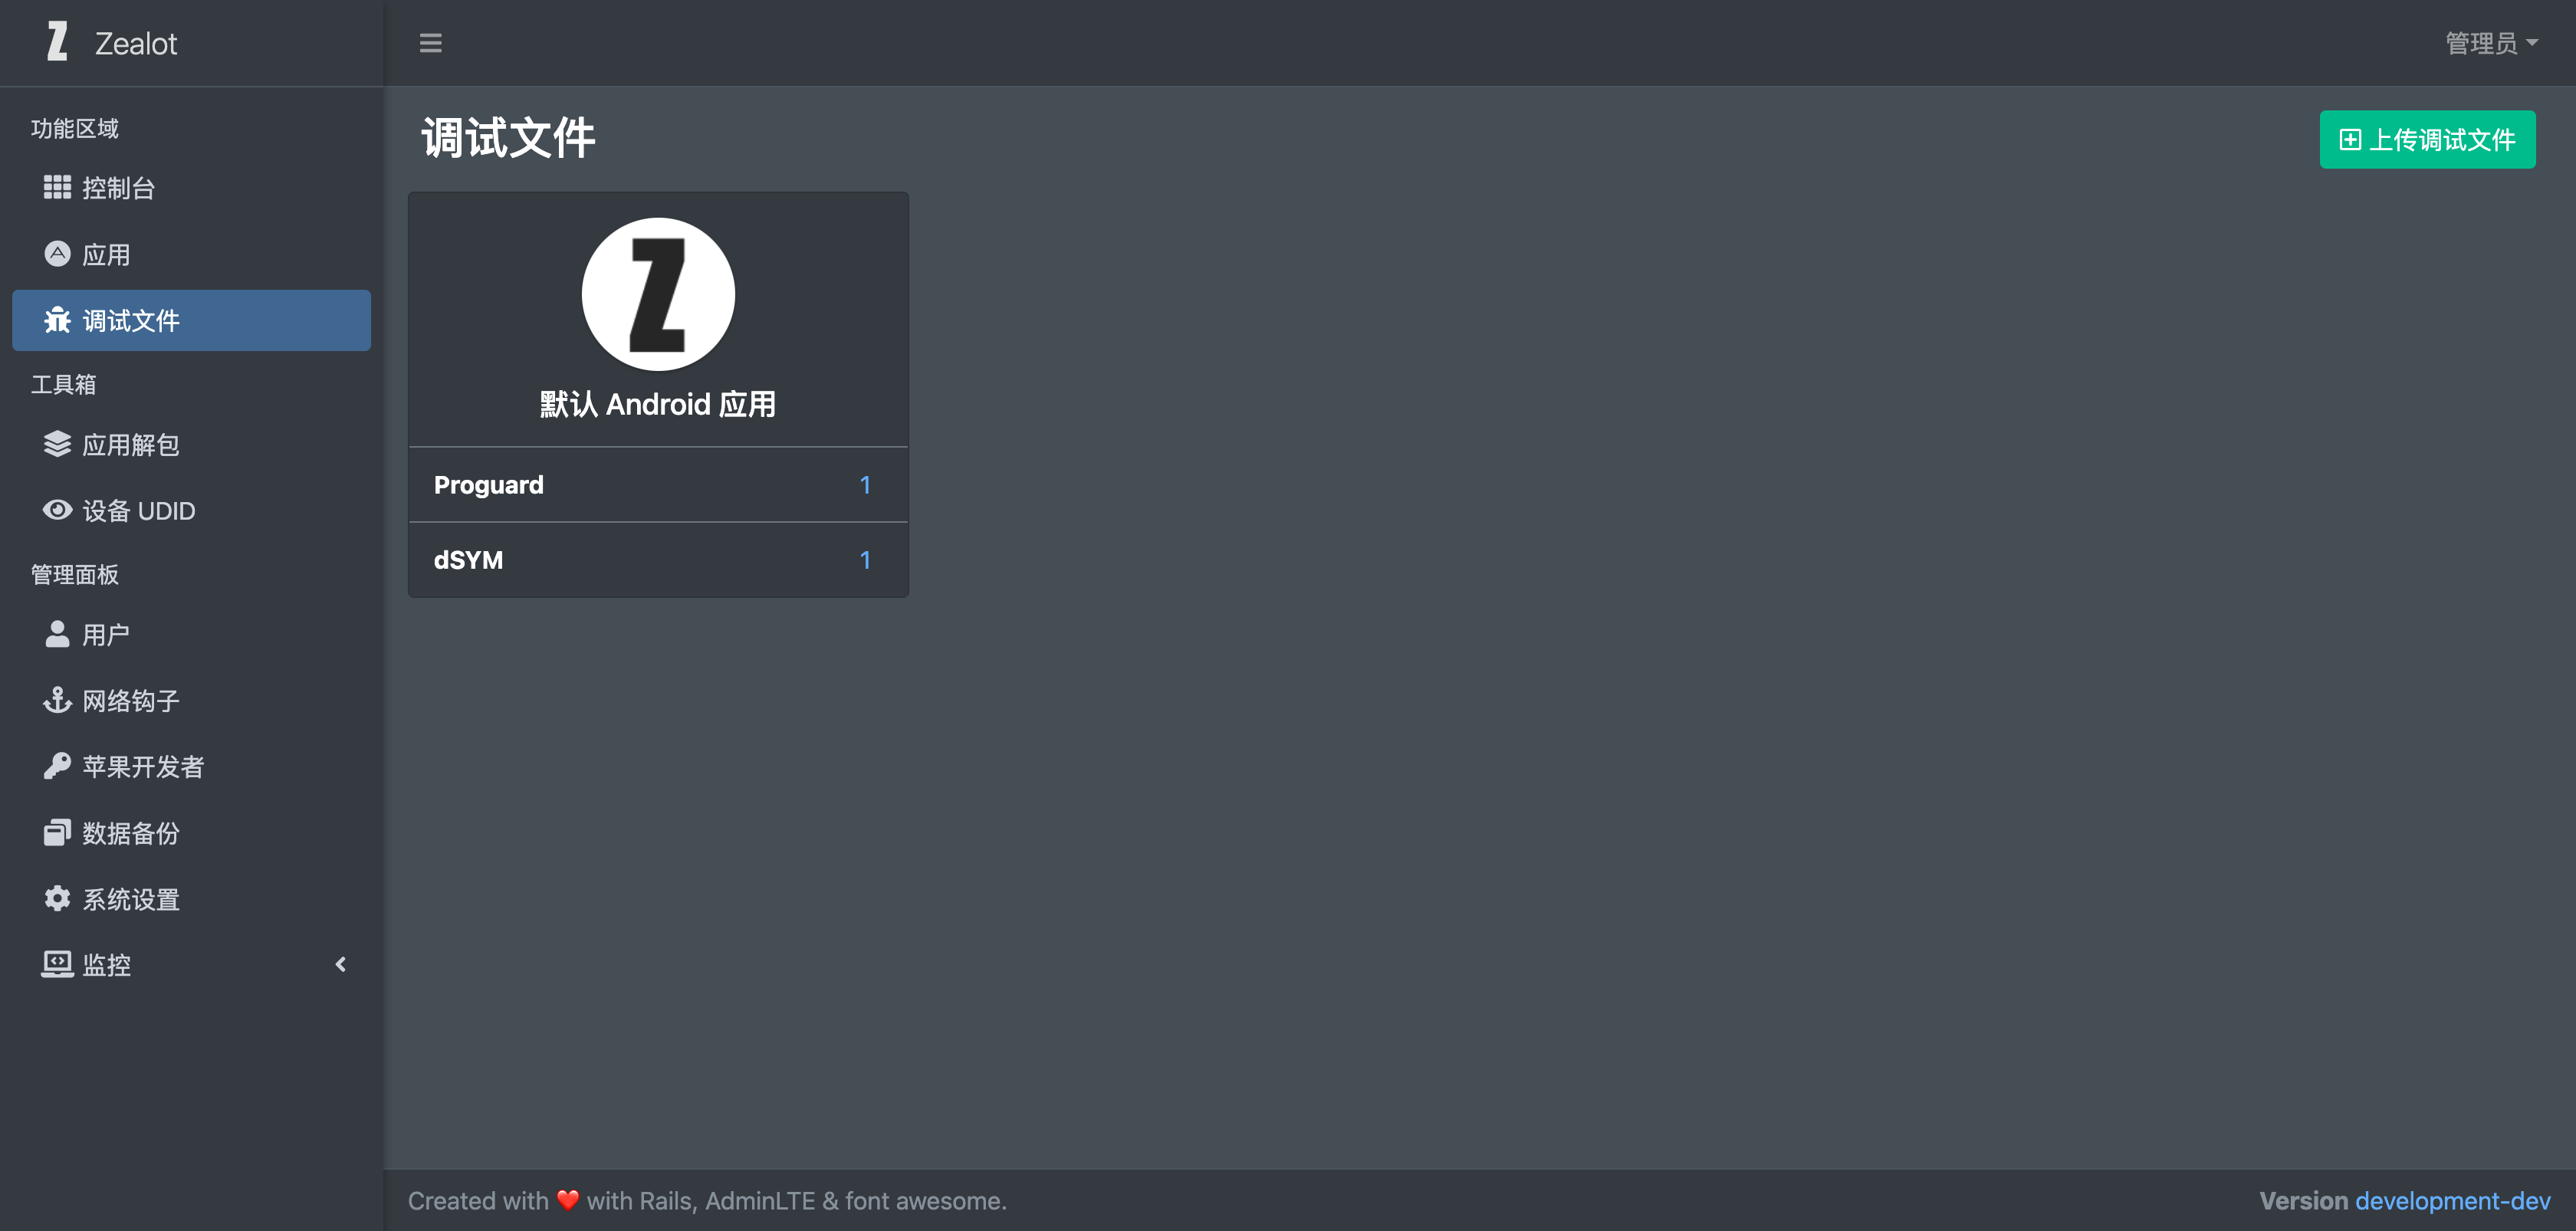 Zealot
管理员
功能区域
控制台
应用
调试文件
工具箱
应用解包
设备 UDID
管理面板
用户
网络钩子
苹果开发者
数据备份
系统设置
监控
调试文件
上传调试文件
Z
默认 Android 应用
Proguard 1
dSYM 1
Created with ❤️ with Rails, AdminLTE & font awesome.
Version development-dev